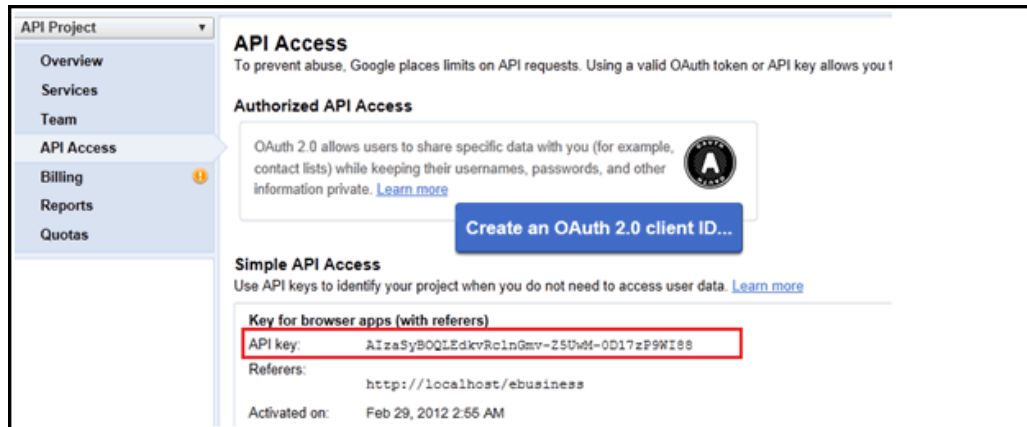 API Project
Overview
Services
Team
API Access
Billing
Reports
Quotas
API Access
To prevent abuse, Google places limits on API requests. Using a valid OAuth token or API key allows you t
Authorized API Access
OAuth 2.0 allows users to share specific data with you (for example,
contact lists) while keeping their usernames, passwords, and other
information private. Learn more
Create an OAuth 2.0 client ID...
Simple API Access
Use API keys to identify your project when you do not need to access user data. Learn more
Key for browser apps (with referers)
API key: AIzaSyBOQLEdkvRclnGmv-Z5UwM-0D17zP9WI88
Referers:
http://localhost/ebusiness
Activated on: Feb 29, 2012 2:55 AM